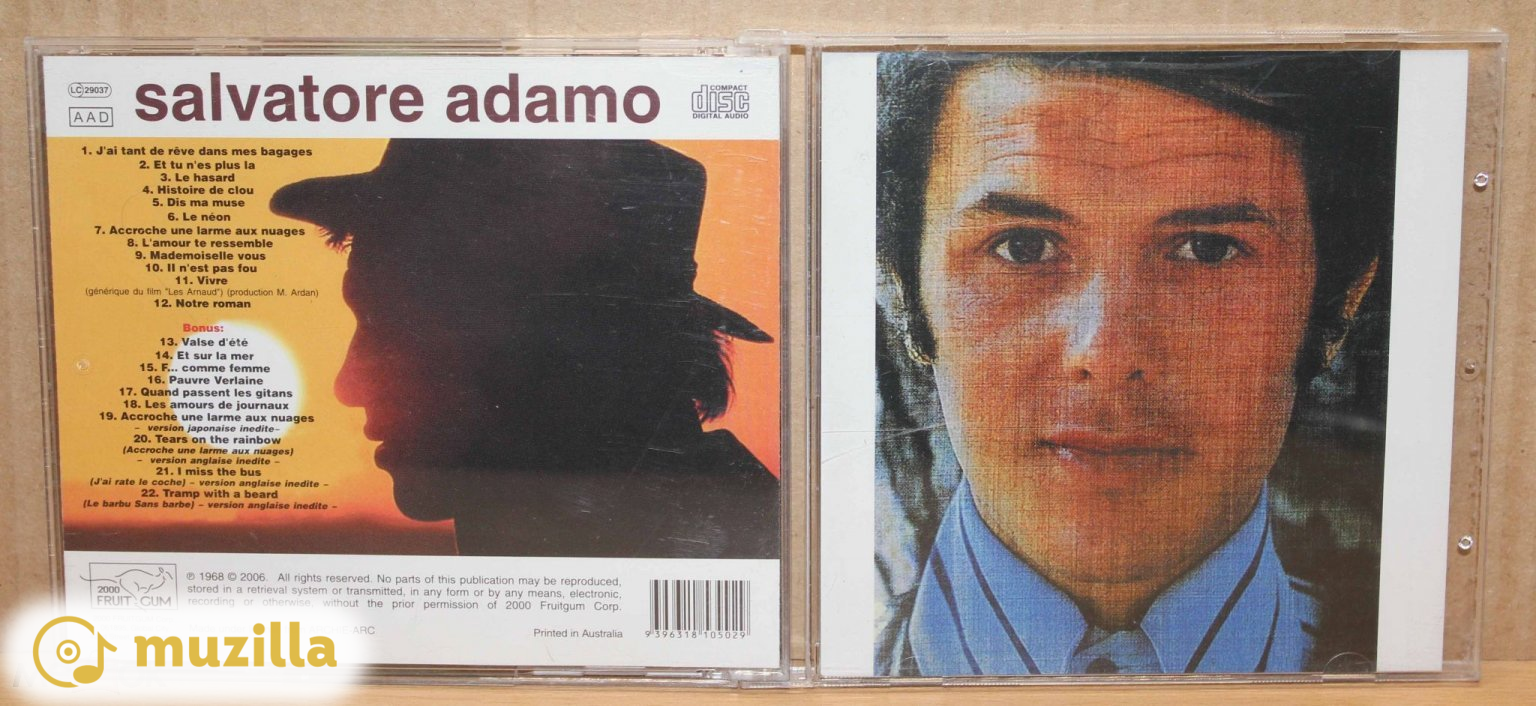 LC 29037
AAD
salvatore adamo
COMPACT
disc
DIGITAL AUDIO
1. J'ai tant de rêve dans mes bagages
2. Et tu n'es plus la
3. Le hasard
4. Histoire de clou
5. Dis ma muse
6. Le néon
7. Accroche une larme aux nuages
8. L'amour te ressemble
9. Mademoiselle vous
10. Il n'est pas fou
11. Vivre
(générique du film "Les Arnaud") (production M. Ardan)
12. Notre roman
Bonus:
13. Valse d'été
14. Et sur la mer
15. F... comme femme
16. Pauvre Verlaine
17. Quand passent les gitans
18. Les amours de journaux
19. Accroche une larme aux nuages
- version japonaise inedite-
20. Tears on the rainbow
(Accroche une larme aux nuages)
- version anglaise inedite -
21. I miss the bus
(J'ai rate le coche) - version anglaise inedite -
22. Tramp with a beard
(Le barbu Sans barbe) - version anglaise inedite -
2000
FRUIT GUM
℗ 1968 © 2006. All rights reserved. No parts of this publication may be reproduced,
stored in a retrieval system or transmitted, in any form or by any means, electronic,
recording or otherwise, without the prior permission of 2000 Fruitgum Corp.
ARC
Printed in Australia
9 396318 105029
muzilla